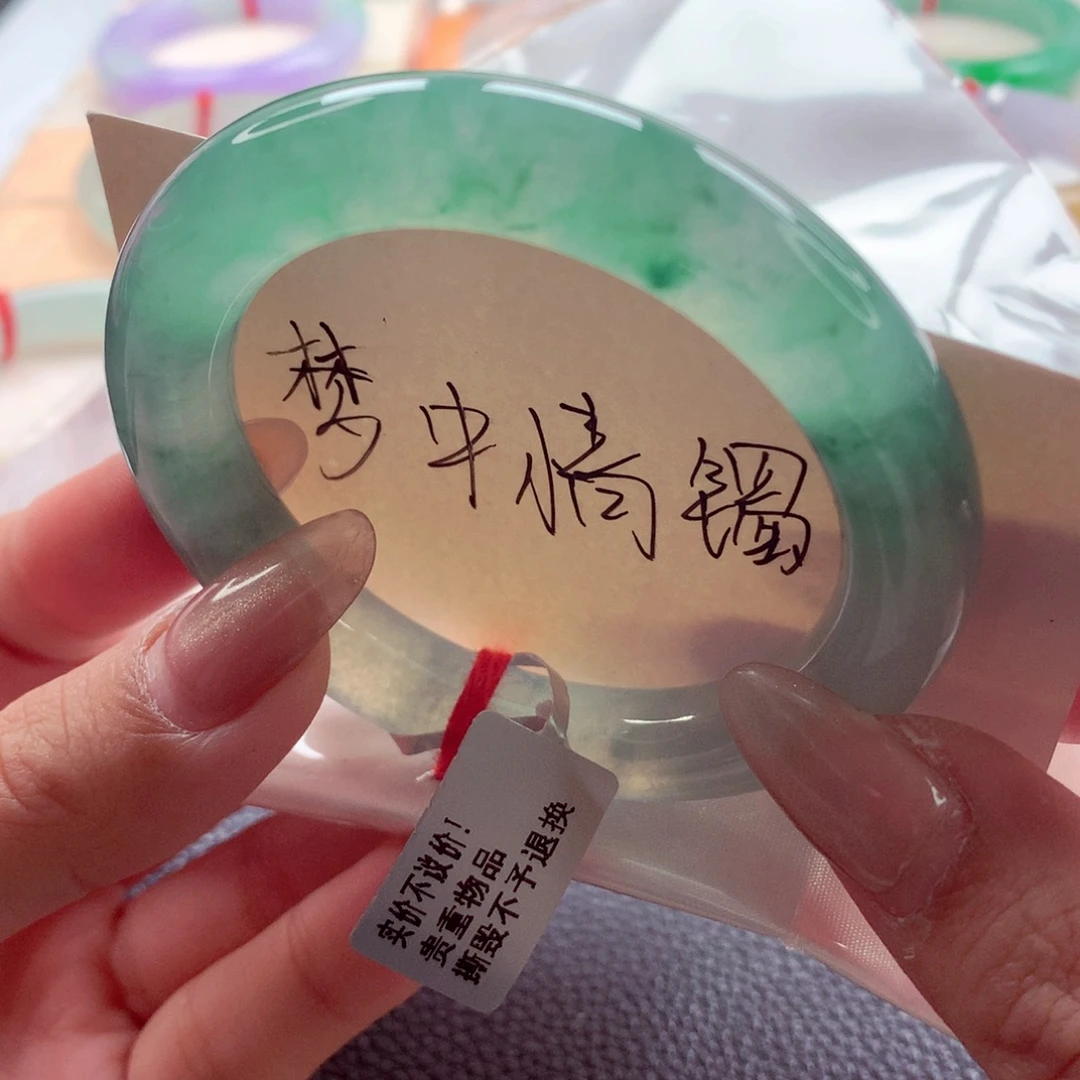 梦中情镯
实价不议价!
贵重物品
撕毁不予退换